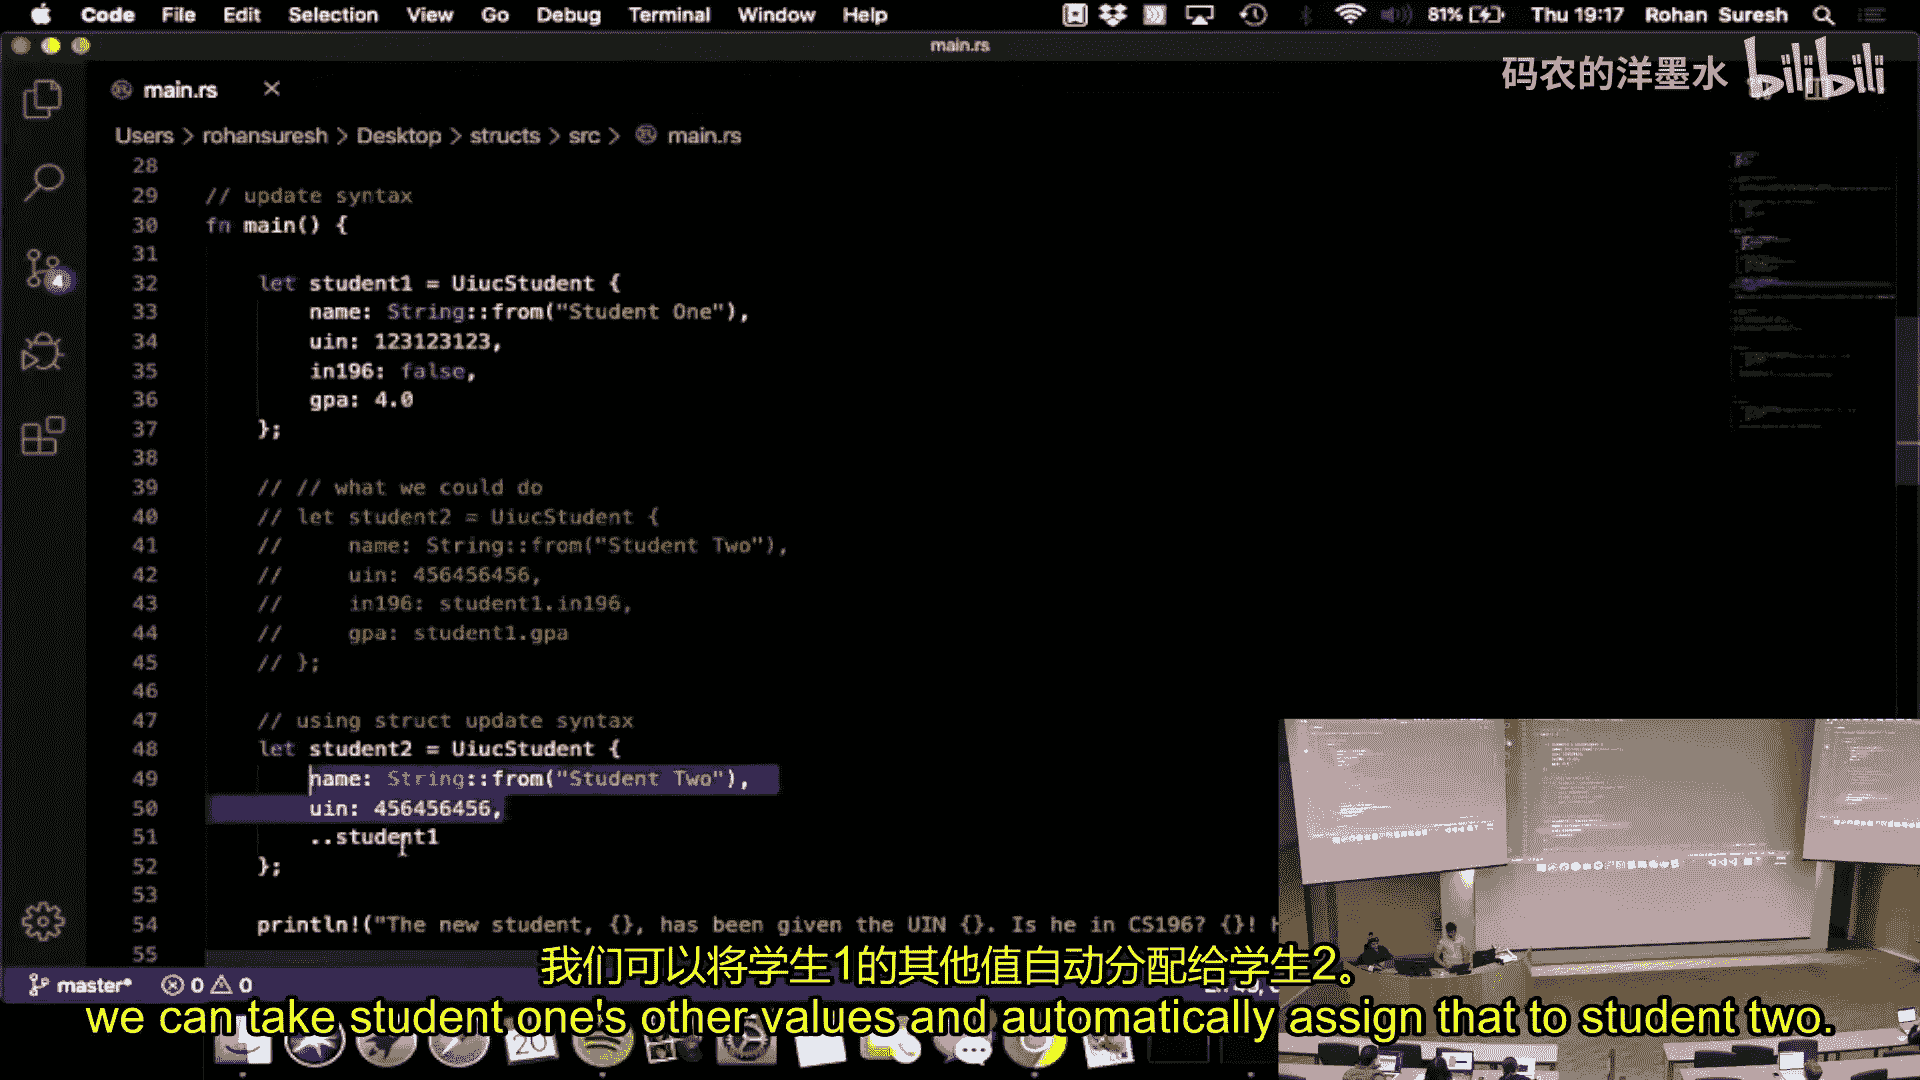 Code File Edit Selection View Go Debug Terminal Window Help 81% Thu 19:17 Rohan Suresh
main.rs
码农的洋墨水 bilibili
main.rs
Users > rohansuresh > Desktop > structs > src > main.rs
28
29 // update syntax
30 fn main() {
31
32 let student1 = UiucStudent {
33 name: String::from("Student One"),
34 uin: 123123123,
35 in196: false,
36 gpa: 4.0
37 };
38
39 // // what we could do
40 // let student2 = UiucStudent {
41 // name: String::from("Student Two"),
42 // uin: 456456456,
43 // in196: student1.in196,
44 // gpa: student1.gpa
45 // };
46
47 // using struct update syntax
48 let student2 = UiucStudent {
49 name: String::from("Student Two"),
50 uin: 456456456,
51 ..student1
52 };
53
54 println!("The new student, {}, has been given the UIN {}. Is he in CS196? {}!
55
4
master* 0 0
我们可以将学生1的其他值自动分配给学生2。
we can take student one's other values and automatically assign that to student two.
20